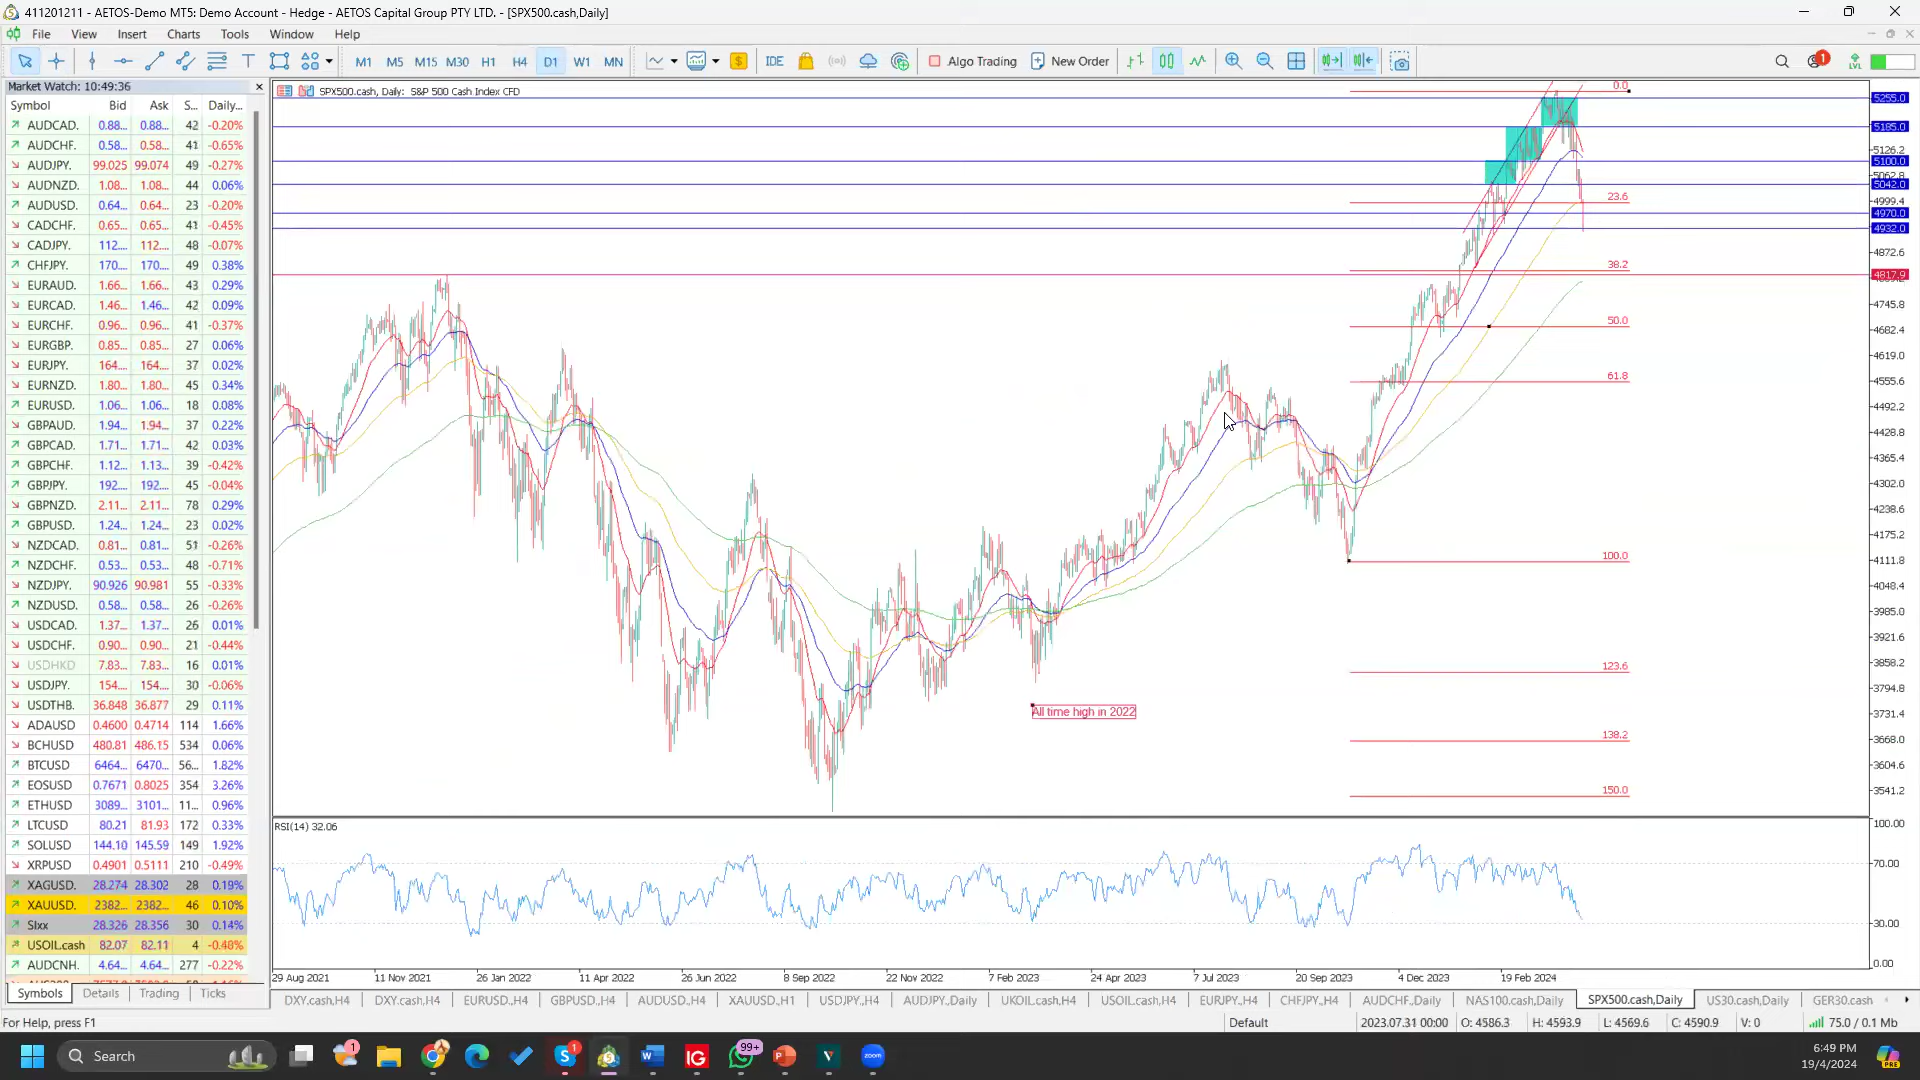 411201211 - AETOS-Demo MT5: Demo Account - Hedge - AETOS Capital Group PTY LTD. - [SPX500.cash,Daily]
File View Insert Charts Tools Window Help
M1 M5 M15 M30 H1 H4 D1 W1 MN IDE Algo Trading New Order 1 LVL
Market Watch: 10:49:36
Symbol Bid Ask S... Daily...
AUDCAD. 0.88... 0.88... 42 -0.20%
AUDCHF. 0.58... 0.58... 41 -0.65%
AUDJPY. 99.025 99.074 49 -0.27%
AUDNZD. 1.08... 1.08... 44 0.06%
AUDUSD. 0.64... 0.64... 23 -0.20%
CADCHF. 0.65... 0.65... 41 -0.45%
CADJPY. 112.... 112.... 48 -0.07%
CHFJPY. 170.... 170.... 49 0.38%
EURAUD. 1.66... 1.66... 43 0.29%
EURCAD. 1.46... 1.46... 42 0.09%
EURCHF. 0.96... 0.96... 41 -0.37%
EURGBP. 0.85... 0.85... 27 0.06%
EURJPY. 164.... 164.... 37 0.02%
EURNZD. 1.80... 1.80... 45 0.34%
EURUSD. 1.06... 1.06... 18 0.08%
GBPAUD. 1.94... 1.94... 37 0.22%
GBPCAD. 1.71... 1.71... 42 0.03%
GBPCHF. 1.12... 1.13... 39 -0.42%
GBPJPY. 192.... 192.... 45 -0.04%
GBPNZD. 2.11... 2.11... 78 0.29%
GBPUSD. 1.24... 1.24... 23 0.02%
NZDCAD. 0.81... 0.81... 51 -0.26%
NZDCHF. 0.53... 0.53... 48 -0.71%
NZDJPY. 90.926 90.981 55 -0.33%
NZDUSD. 0.58... 0.58... 26 -0.26%
USDCAD. 1.37... 1.37... 26 0.01%
USDCHF. 0.90... 0.90... 21 -0.44%
USDHKD 7.83... 7.83... 16 0.01%
USDJPY. 154.... 154.... 30 -0.06%
USDTHB. 36.848 36.877 29 0.11%
ADAUSD 0.4600 0.4714 114 1.66%
BCHUSD 480.81 486.15 534 0.06%
BTCUSD 6464... 6470... 56... 1.82%
EOSUSD 0.7671 0.8025 354 3.26%
ETHUSD 3089... 3101... 11... 0.96%
LTCUSD 80.21 81.93 172 0.33%
SOLUSD 144.10 145.59 149 1.92%
XRPUSD 0.4901 0.5111 210 -0.49%
XAGUSD. 28.274 28.302 28 0.19%
XAUUSD. 2382... 2382... 46 0.10%
SIxx 28.326 28.356 30 0.14%
USOIL.cash 82.07 82.11 4 -0.48%
AUDCNH. 4.64... 4.64... 277 -0.22%
Symbols Details Trading Ticks
SPX500.cash, Daily: S&P 500 Cash Index CFD
0.0
23.6
38.2
50.0
61.8
100.0
123.6
138.2
150.0
All time high in 2022
5255.0
5185.0
5126.2
5100.0
5062.8
5042.0
4999.4
4970.0
4932.0
4872.6
4817.9
4745.8
4682.4
4619.0
4555.6
4492.2
4428.8
4365.4
4302.0
4238.6
4175.2
4111.8
4048.4
3985.0
3921.6
3858.2
3794.8
3731.4
3668.0
3604.6
3541.2
RSI(14) 32.06
100.00
70.00
30.00
0.00
29 Aug 2021 11 Nov 2021 26 Jan 2022 11 Apr 2022 26 Jun 2022 8 Sep 2022 22 Nov 2022 7 Feb 2023 24 Apr 2023 7 Jul 2023 20 Sep 2023 4 Dec 2023 19 Feb 2024
DXY.cash,H4 DXY.cash,H4 EURUSD.,H4 GBPUSD.,H4 AUDUSD.,H4 XAUUSD.,H1 USDJPY.,H4 AUDJPY.,Daily UKOIL.cash,H4 USOIL.cash,H4 EURJPY.,H4 CHFJPY.,H4 AUDCHF.,Daily NAS100.cash,Daily SPX500.cash,Daily US30.cash,Daily GER30.cash
For Help, press F1 Default 2023.07.31 00:00 O: 4586.3 H: 4593.9 L: 4569.6 C: 4590.9 V: 0 75.0 / 0.1 Mb
Search 1 1 W IG 99+ P V zoom PRE
6:49 PM
19/4/2024